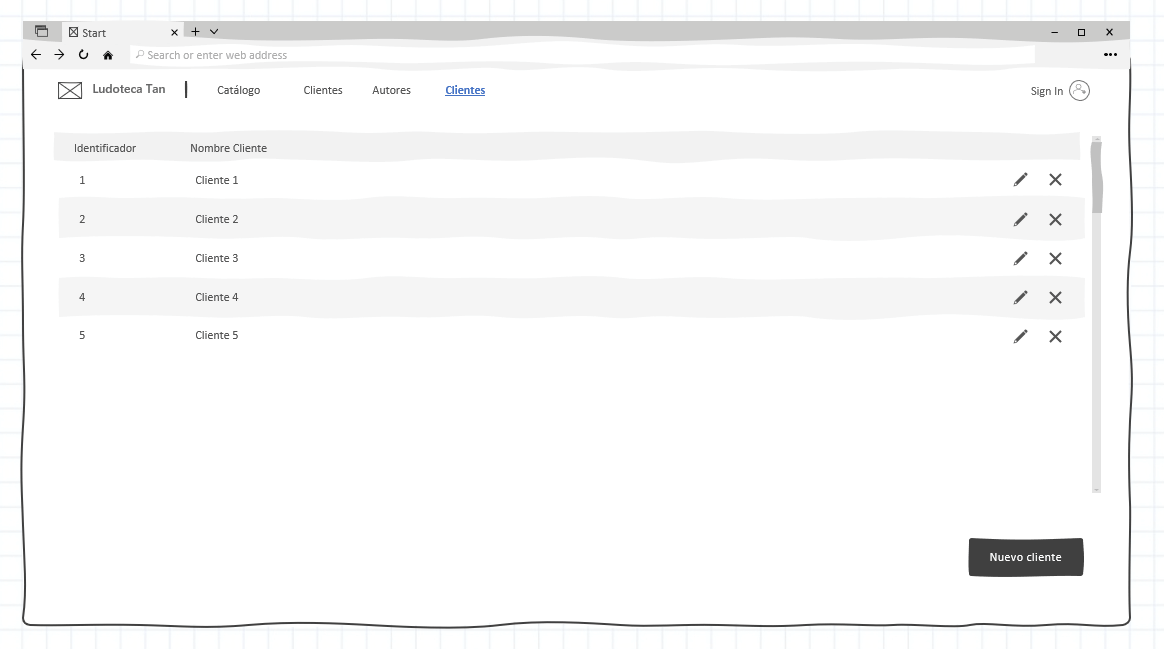 Start
Search or enter web address
Ludoteca Tan Catálogo Clientes Autores Clientes Sign In
Identificador Nombre Cliente
1 Cliente 1
2 Cliente 2
3 Cliente 3
4 Cliente 4
5 Cliente 5
Nuevo cliente